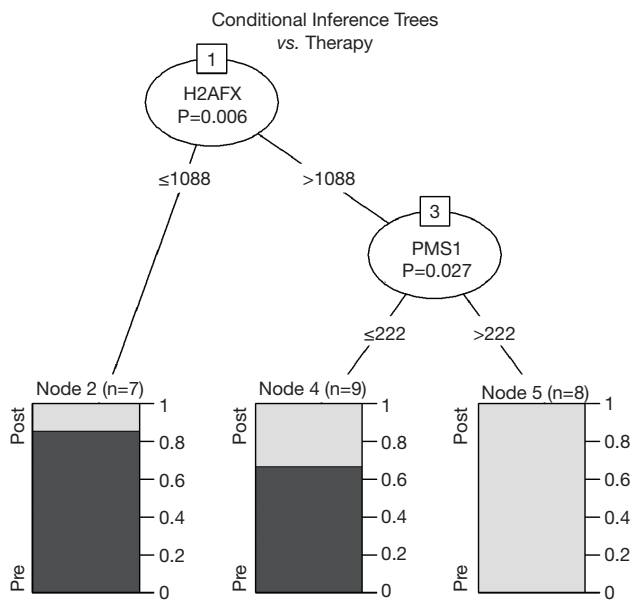 Conditional Inference Trees
vs. Therapy
1
H2AFX
P=0.006
≤1088
>1088
3
PMS1
P=0.027
≤222
>222
Node 2 (n=7)
Post
Pre
1
0.8
0.6
0.4
0.2
0
Node 4 (n=9)
Post
Pre
1
0.8
0.6
0.4
0.2
0
Node 5 (n=8)
Post
Pre
1
0.8
0.6
0.4
0.2
0